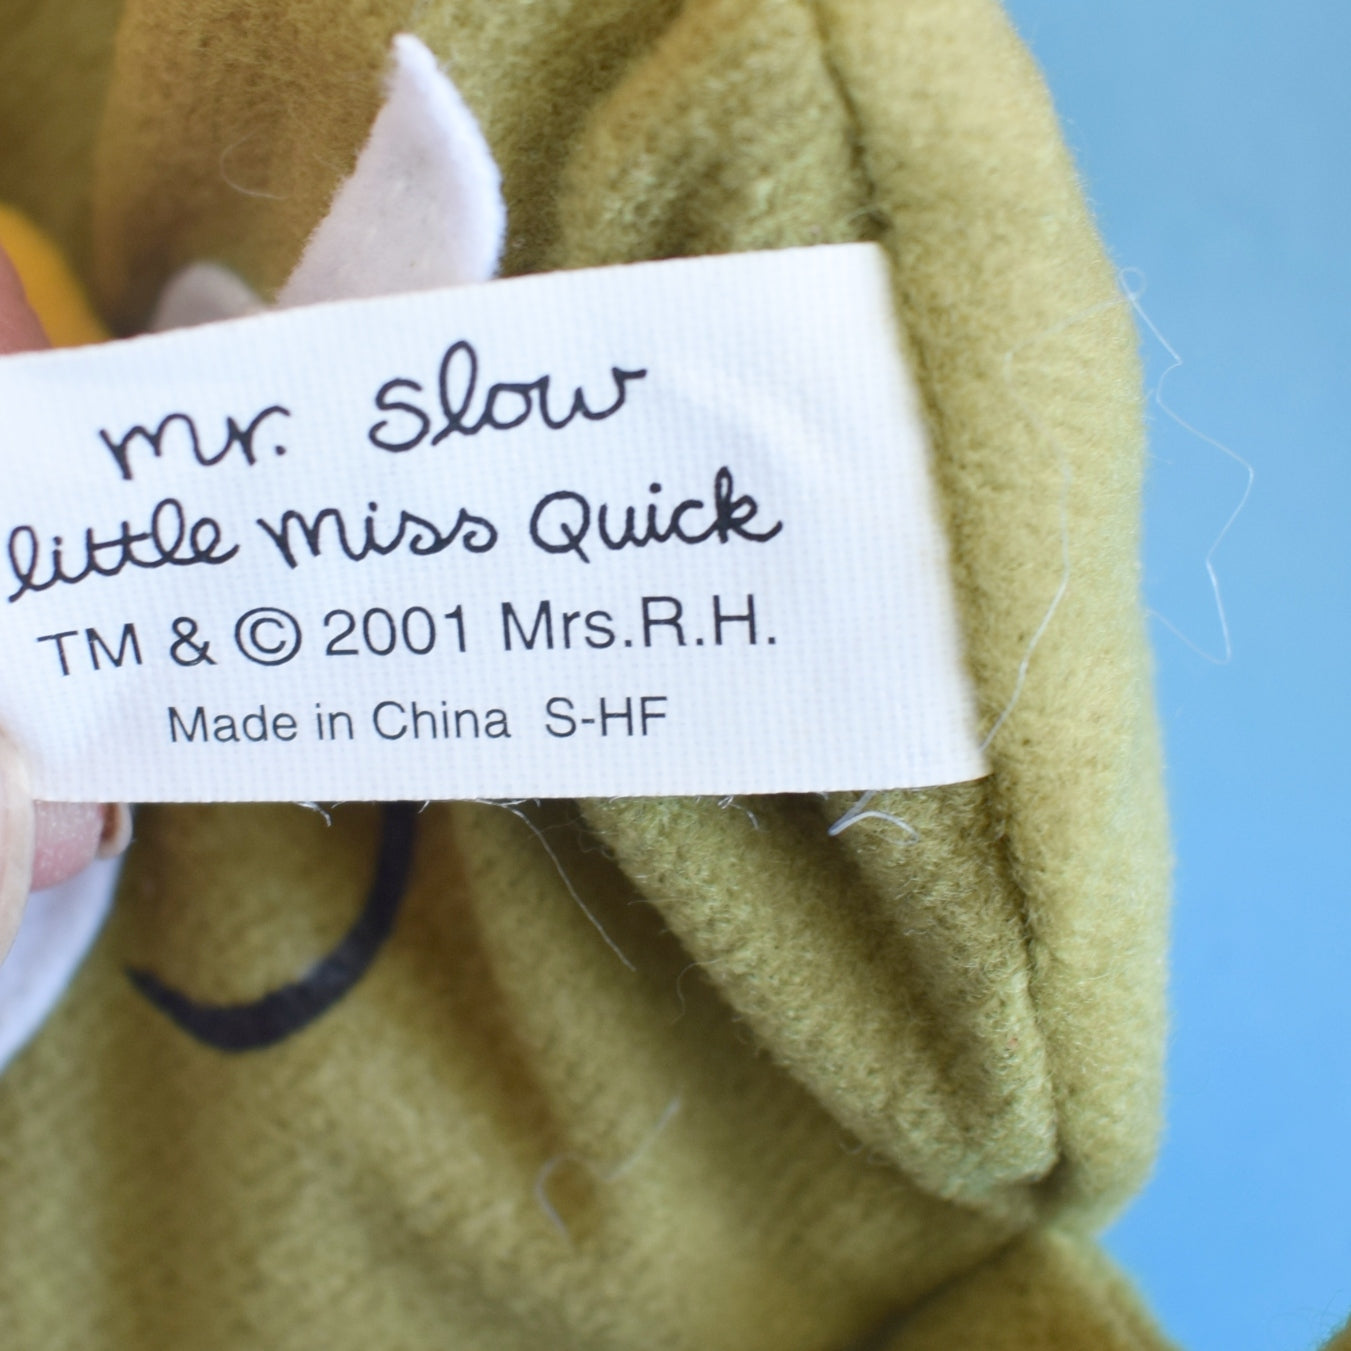 mr. slow
little miss Quick
TM & © 2001 Mrs.R.H.
Made in China S-HF